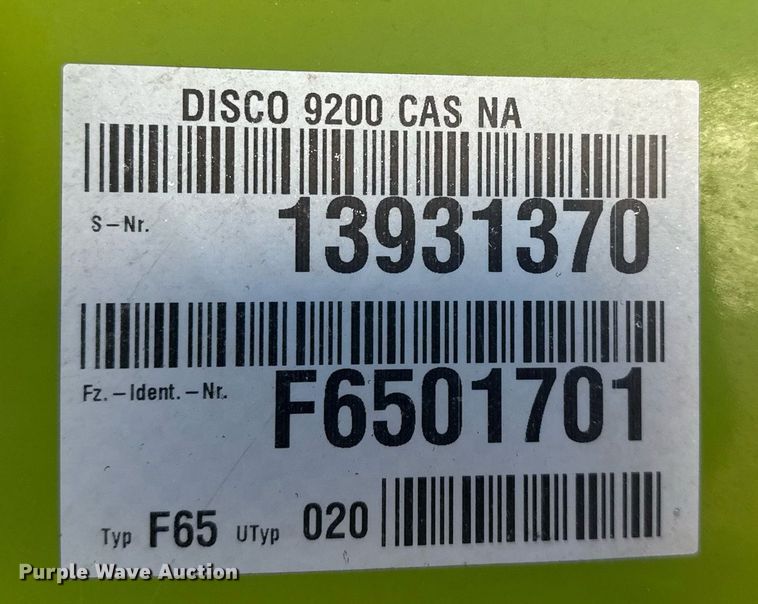 DISCO 9200 CAS NA
S-Nr. 13931370
Fz.-Ident.-Nr. F6501701
Typ F65 UTyp 020
Purple Wave Auction